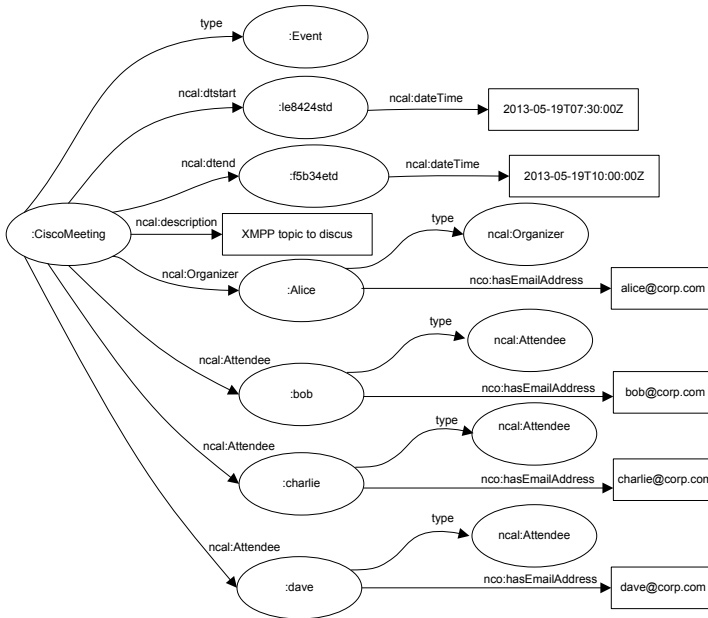 type
:Event
ncal:dtstart
:le8424std
ncal:dateTime
2013-05-19T07:30:00Z
ncal:dtend
:f5b34etd
ncal:dateTime
2013-05-19T10:00:00Z
:CiscoMeeting
ncal:description
XMPP topic to discus
type
ncal:Organizer
ncal:Organizer
:Alice
nco:hasEmailAddress
alice@corp.com
type
ncal:Attendee
ncal:Attendee
:bob
nco:hasEmailAddress
bob@corp.com
type
ncal:Attendee
ncal:Attendee
:charlie
nco:hasEmailAddress
charlie@corp.com
type
ncal:Attendee
ncal:Attendee
:dave
nco:hasEmailAddress
dave@corp.com